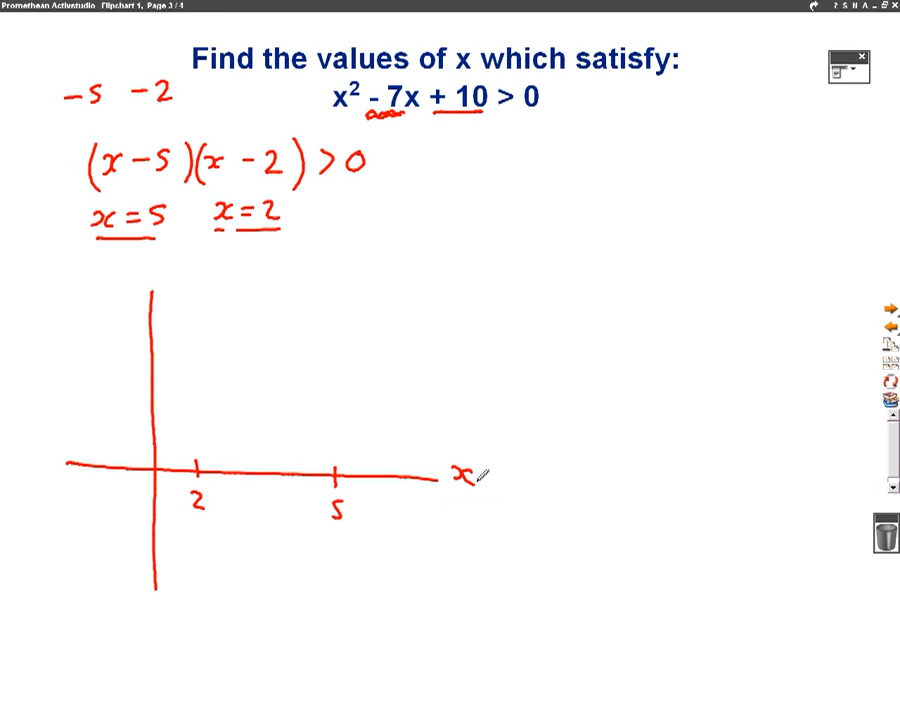 Promethean Activstudio Flipchart 1, Page 3 / 4
? S N A
Find the values of x which satisfy:
x² - 7x + 10 > 0
-5 -2
(x - 5)(x - 2) > 0
x = 5 x = 2
2 5
x